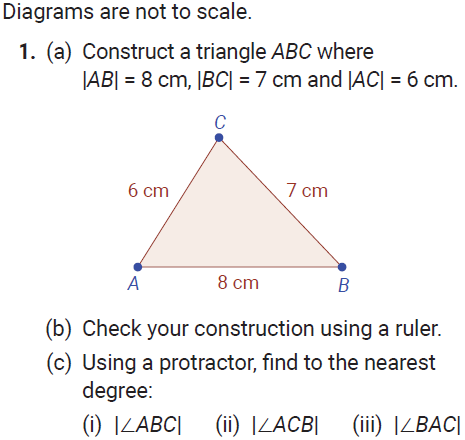 Diagrams are not to scale.
1. (a) Construct a triangle ABC where
|AB| = 8 cm, |BC| = 7 cm and |AC| = 6 cm.
C
6 cm
7 cm
A
8 cm
B
(b) Check your construction using a ruler.
(c) Using a protractor, find to the nearest
degree:
(i) |∠ABC| (ii) |∠ACB| (iii) |∠BAC|